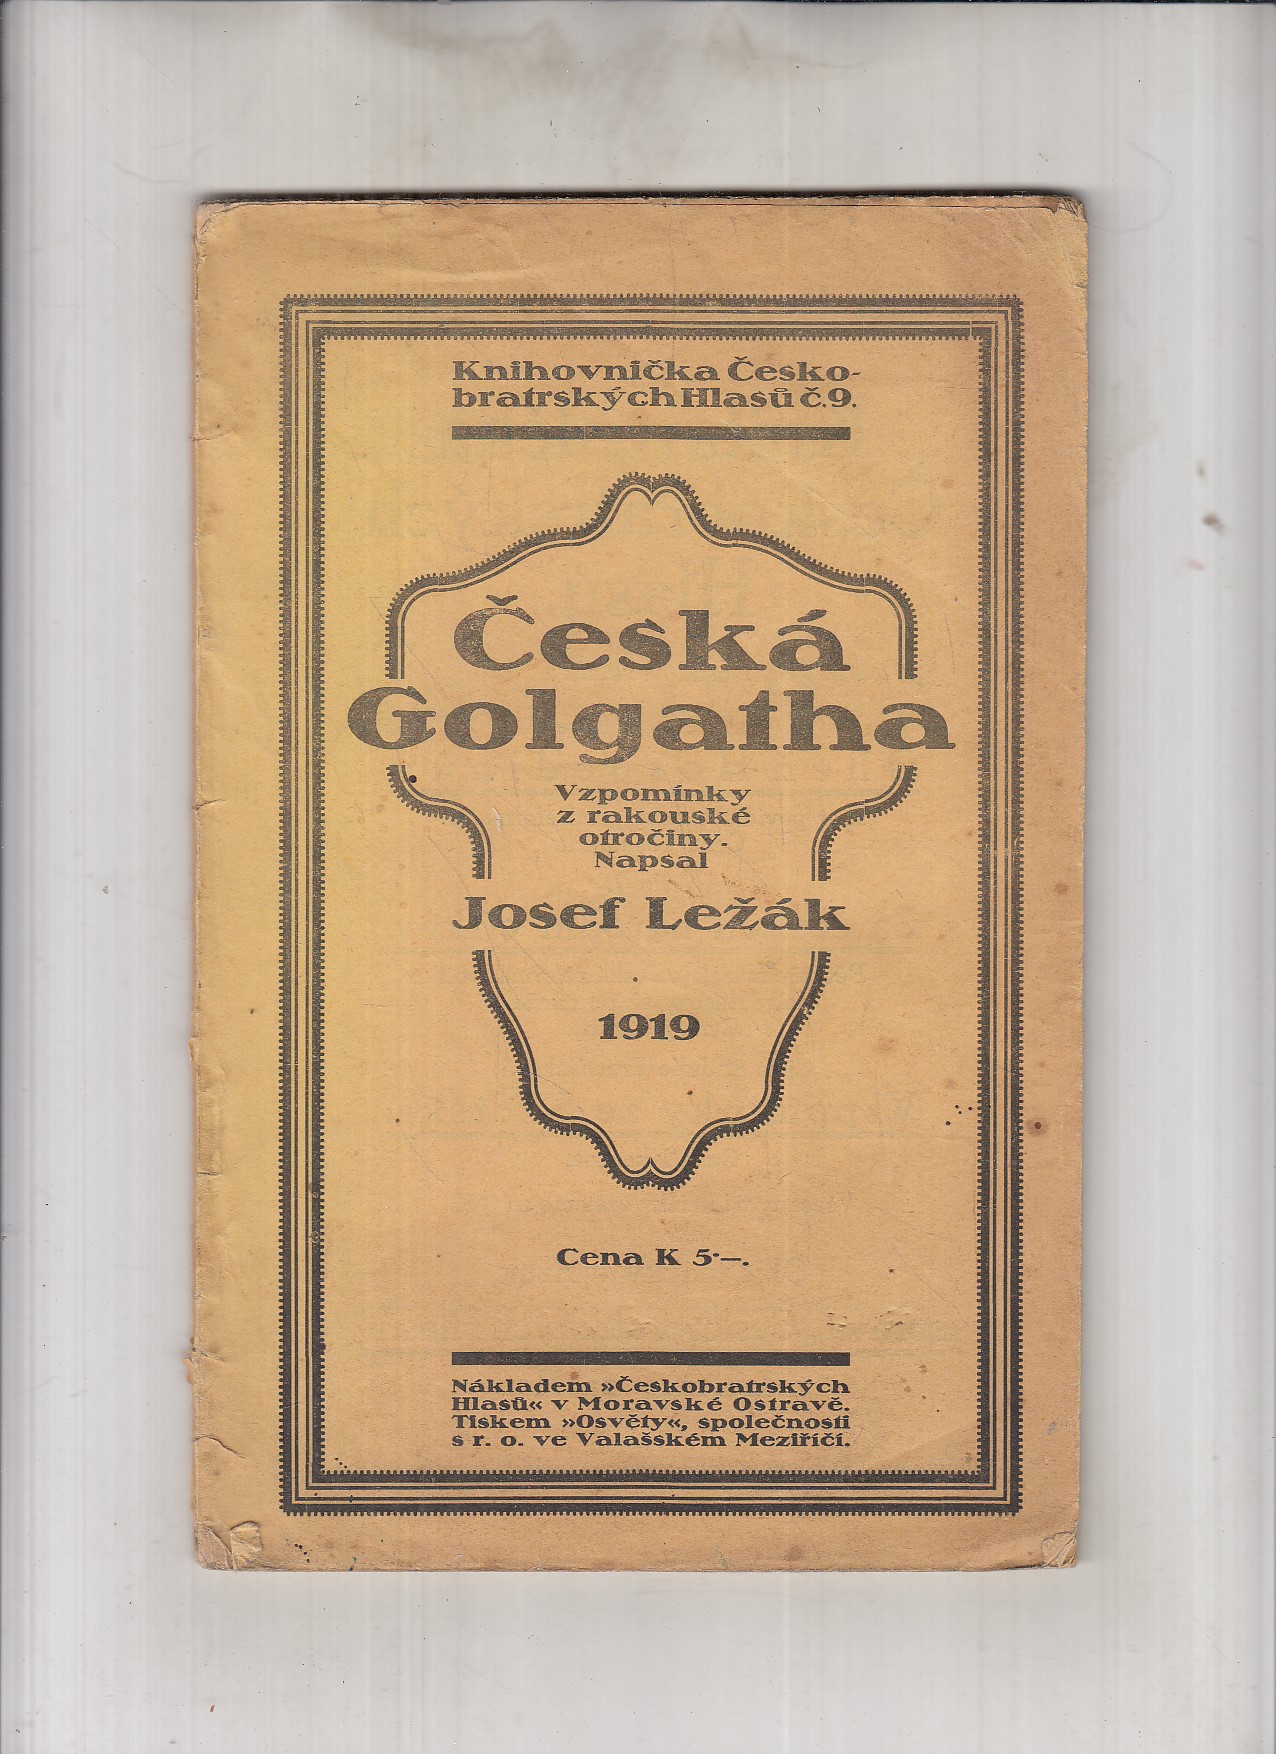 Knihovnička Česko-
bratrských Hlasů č.9.
Česká
Golgatha
Vzpomínky
z rakouské
otročiny.
Napsal
Josef Ležák
1919
Cena K 5·—.
Nákladem »Českobratrských
Hlasů« v Moravské Ostravě.
Tiskem »Osvěty«, společnosti
s r. o. ve Valašském Meziříčí.